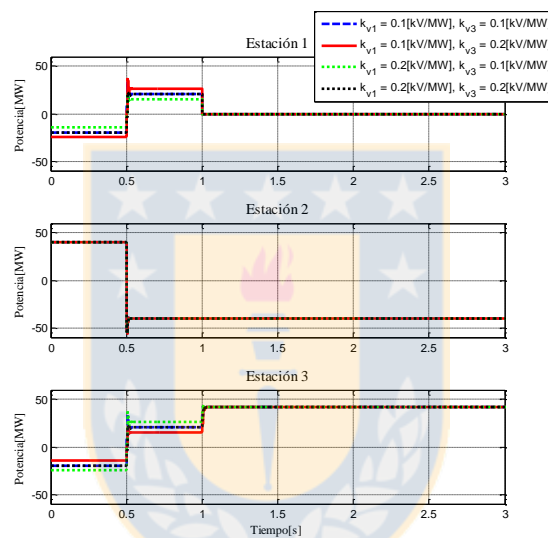 k_v1 = 0.1[kV/MW], k_v3 = 0.1[kV/MW]
k_v1 = 0.1[kV/MW], k_v3 = 0.2[kV/MW]
k_v1 = 0.2[kV/MW], k_v3 = 0.1[kV/MW]
k_v1 = 0.2[kV/MW], k_v3 = 0.2[kV/MW]
Estación 1
Potencia[MW]
50
0
-50
0 0.5 1 1.5 2 2.5 3
Estación 2
Potencia[MW]
50
0
-50
0 0.5 1 1.5 2 2.5 3
Estación 3
Potencia[MW]
50
0
-50
0 0.5 1 1.5 2 2.5 3
Tiempo[s]